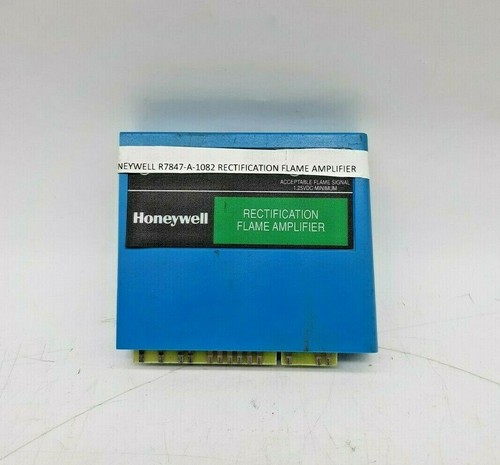 NEYWELL R7847-A-1082 RECTIFICATION FLAME AMPLIFIER
ACCEPTABLE FLAME SIGNAL
1.25VDC MINIMUM
Honeywell
RECTIFICATION
FLAME AMPLIFIER